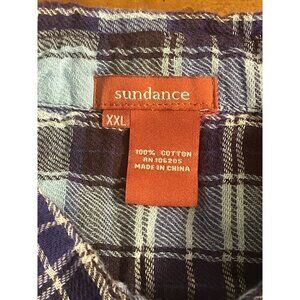 sundance
XXL
100% COTTON
RN 106205
MADE IN CHINA